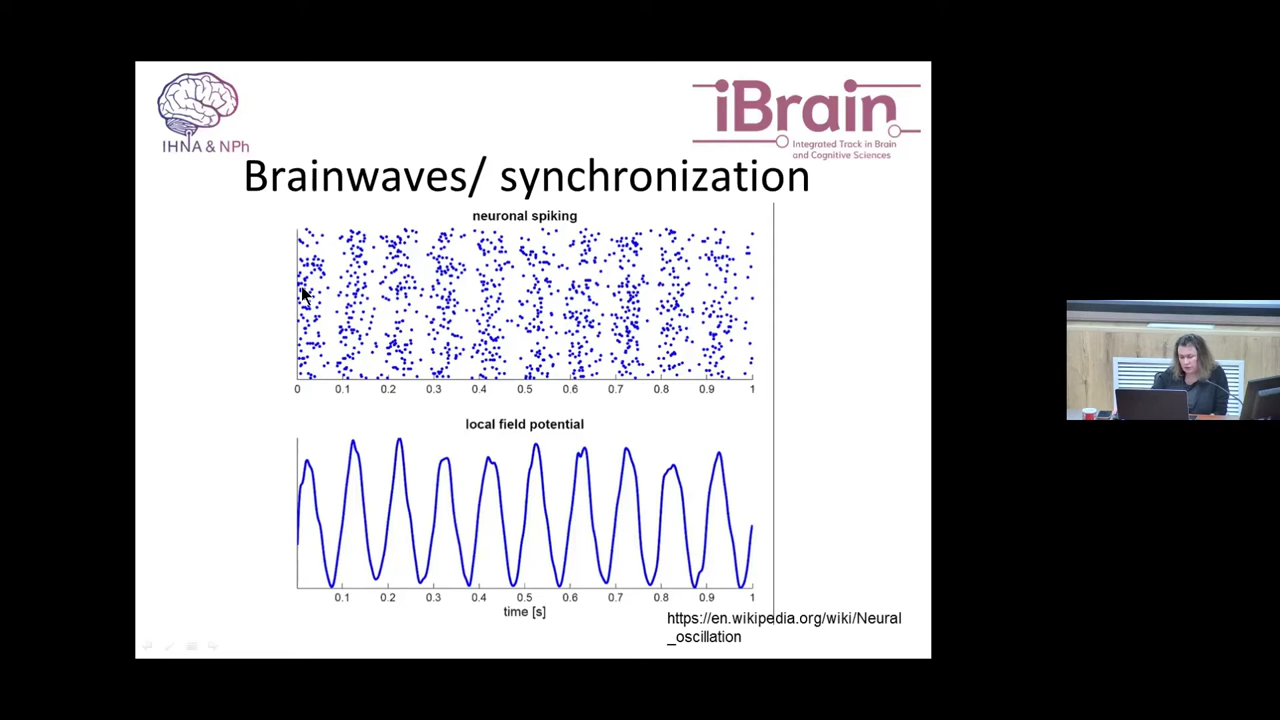 IHNA & NPh
iBrain
Integrated Track in Brain
and Cognitive Sciences
Brainwaves/ synchronization
neuronal spiking
0 0.1 0.2 0.3 0.4 0.5 0.6 0.7 0.8 0.9 1
local field potential
0.1 0.2 0.3 0.4 0.5 0.6 0.7 0.8 0.9 1
time [s]
https://en.wikipedia.org/wiki/Neural
_oscillation